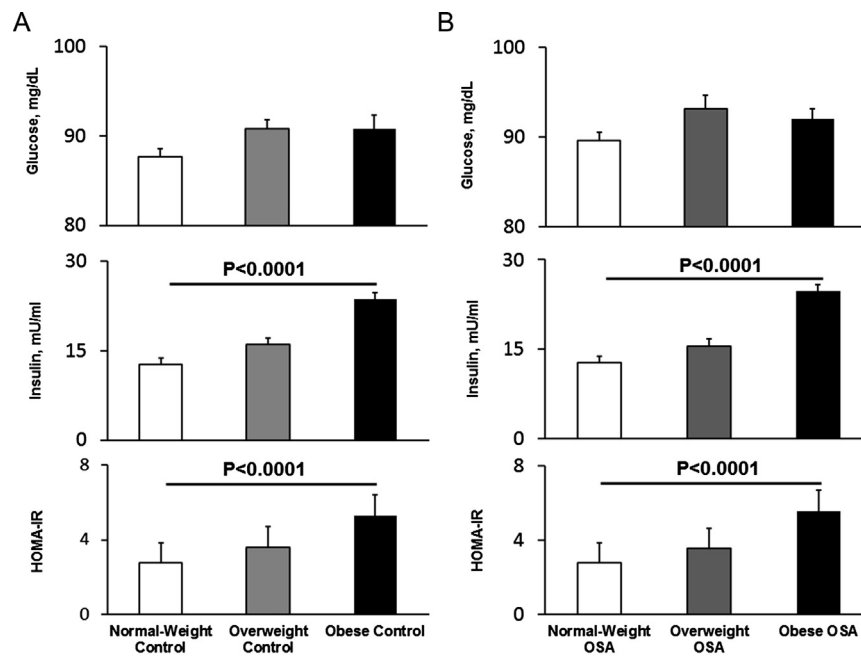 A
Glucose, mg/dL
100
90
80
Insulin, mU/ml
30
15
0
P<0.0001
HOMA-IR
8
4
0
P<0.0001
Normal-Weight
Control
Overweight
Control
Obese Control
B
Glucose, mg/dL
100
90
80
Insulin, mU/ml
30
15
0
P<0.0001
HOMA-IR
8
4
0
P<0.0001
Normal-Weight
OSA
Overweight
OSA
Obese OSA